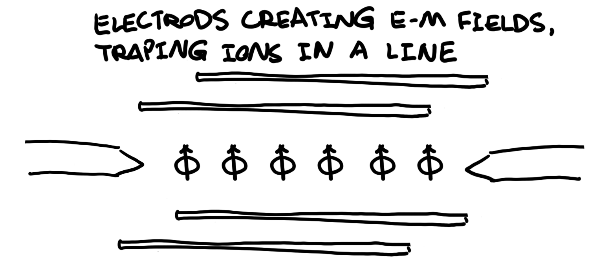 ELECTRODS CREATING E-M FIELDS,
TRAPING IONS IN A LINE